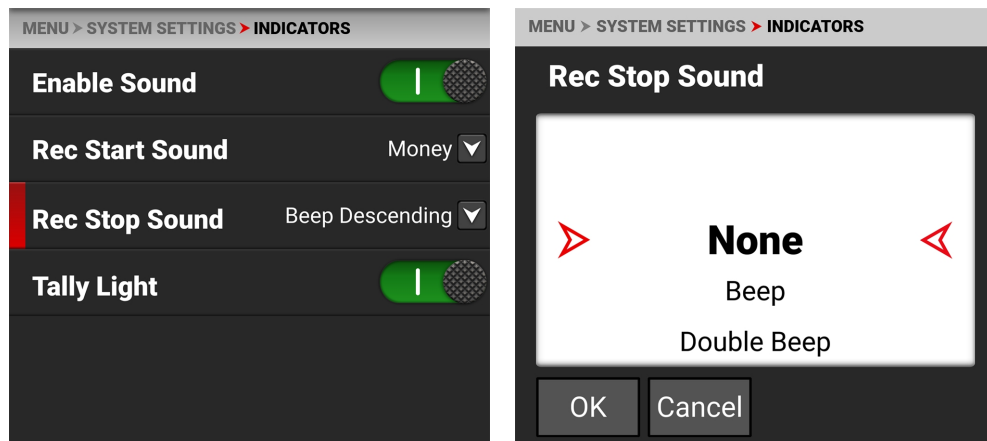 MENU > SYSTEM SETTINGS > INDICATORS
Enable Sound
Rec Start Sound Money
Rec Stop Sound Beep Descending
Tally Light
MENU > SYSTEM SETTINGS > INDICATORS
Rec Stop Sound
None
Beep
Double Beep
OK Cancel